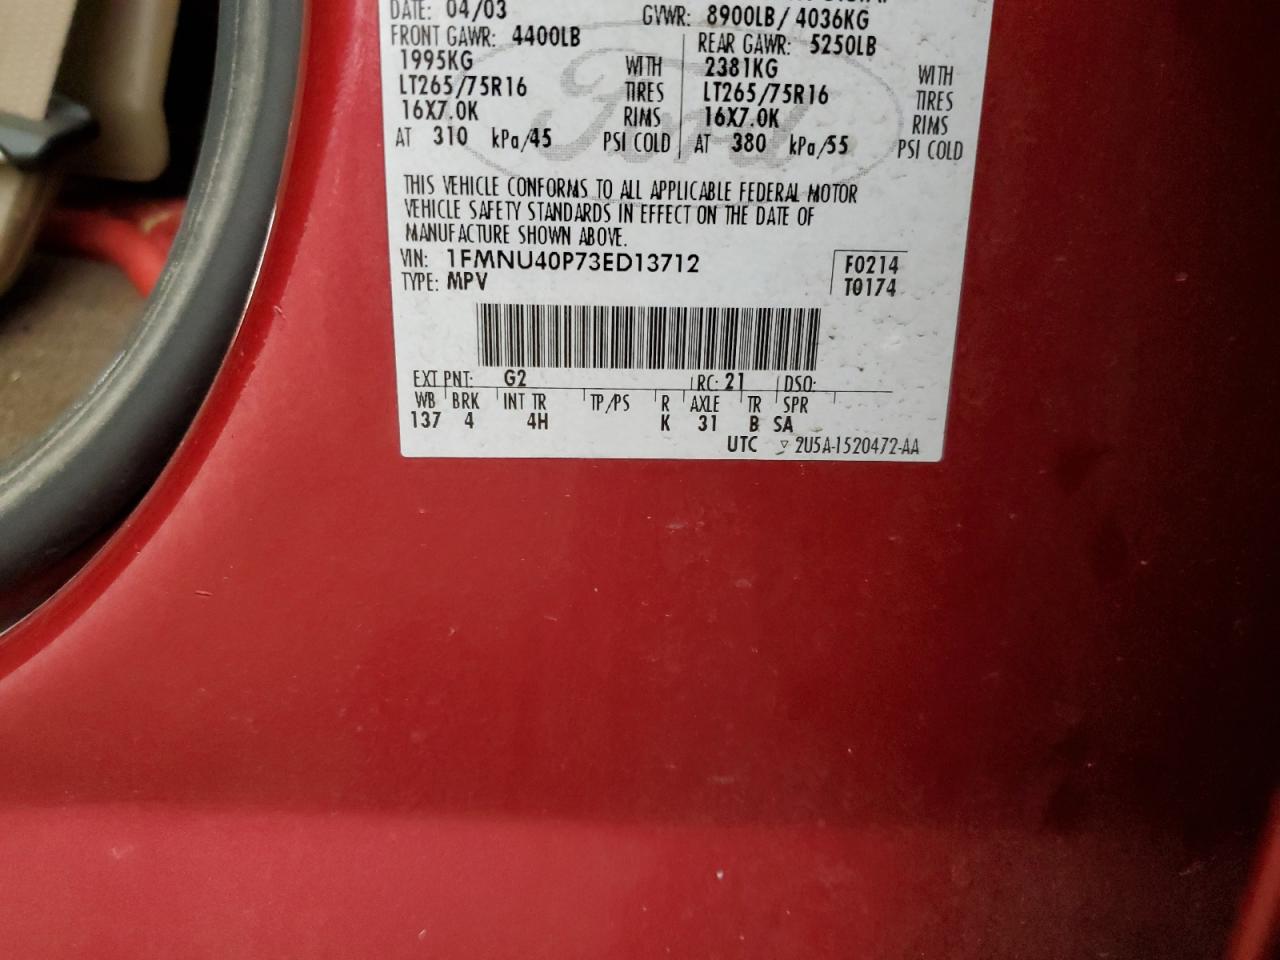 DATE: 04/03 GVWR: 8900LB/ 4036KG
FRONT GAWR: 4400LB REAR GAWR: 5250LB
1995KG WITH 2381KG WITH
LT265/75R16 TIRES LT265/75R16 TIRES
16X7.0K RIMS 16X7.0K RIMS
AT 310 kPa/45 PSI COLD AT 380 kPa/55 PSI COLD
Ford
THIS VEHICLE CONFORMS TO ALL APPLICABLE FEDERAL MOTOR
VEHICLE SAFETY STANDARDS IN EFFECT ON THE DATE OF
MANUFACTURE SHOWN ABOVE.
VIN: 1FMNU40P73ED13712 F0214
TYPE: MPV T0174
EXT PNT: G2 RC: 21 DSO:
WB BRK INT TR TP/PS R AXLE TR SPR
137 4 4H K 31 B SA
UTC ▽ 2U5A-1520472-AA